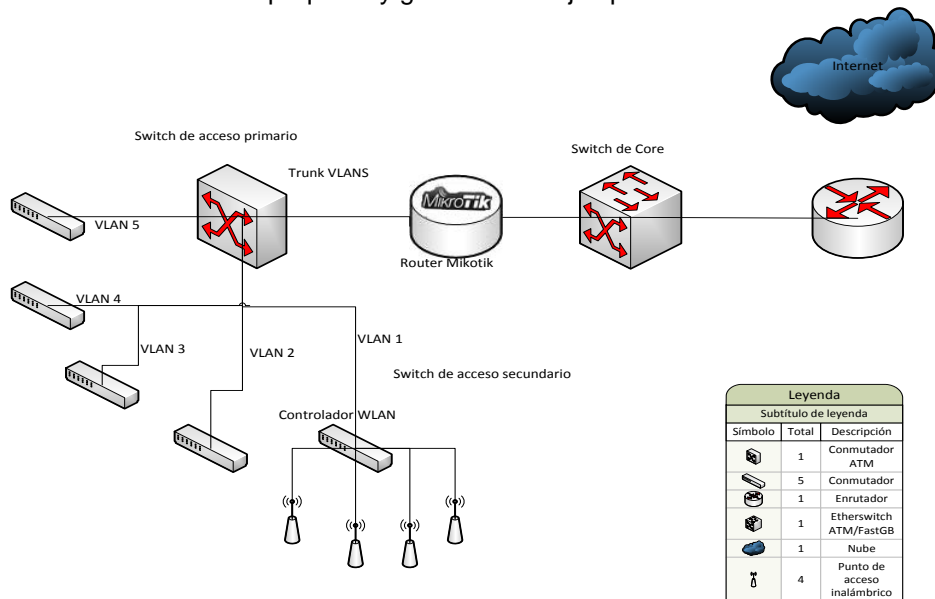 Internet
Switch de acceso primario
Switch de Core
Trunk VLANS
MikroTik
VLAN 5
Router Mikotik
VLAN 4
VLAN 3
VLAN 2
VLAN 1
Switch de acceso secundario
Controlador WLAN
Leyenda
Subtítulo de leyenda
Símbolo Total Descripción
1 Conmutador
ATM
5 Conmutador
1 Enrutador
1 Etherswitch
ATM/FastGB
1 Nube
4 Punto de
acceso
inalámbrico